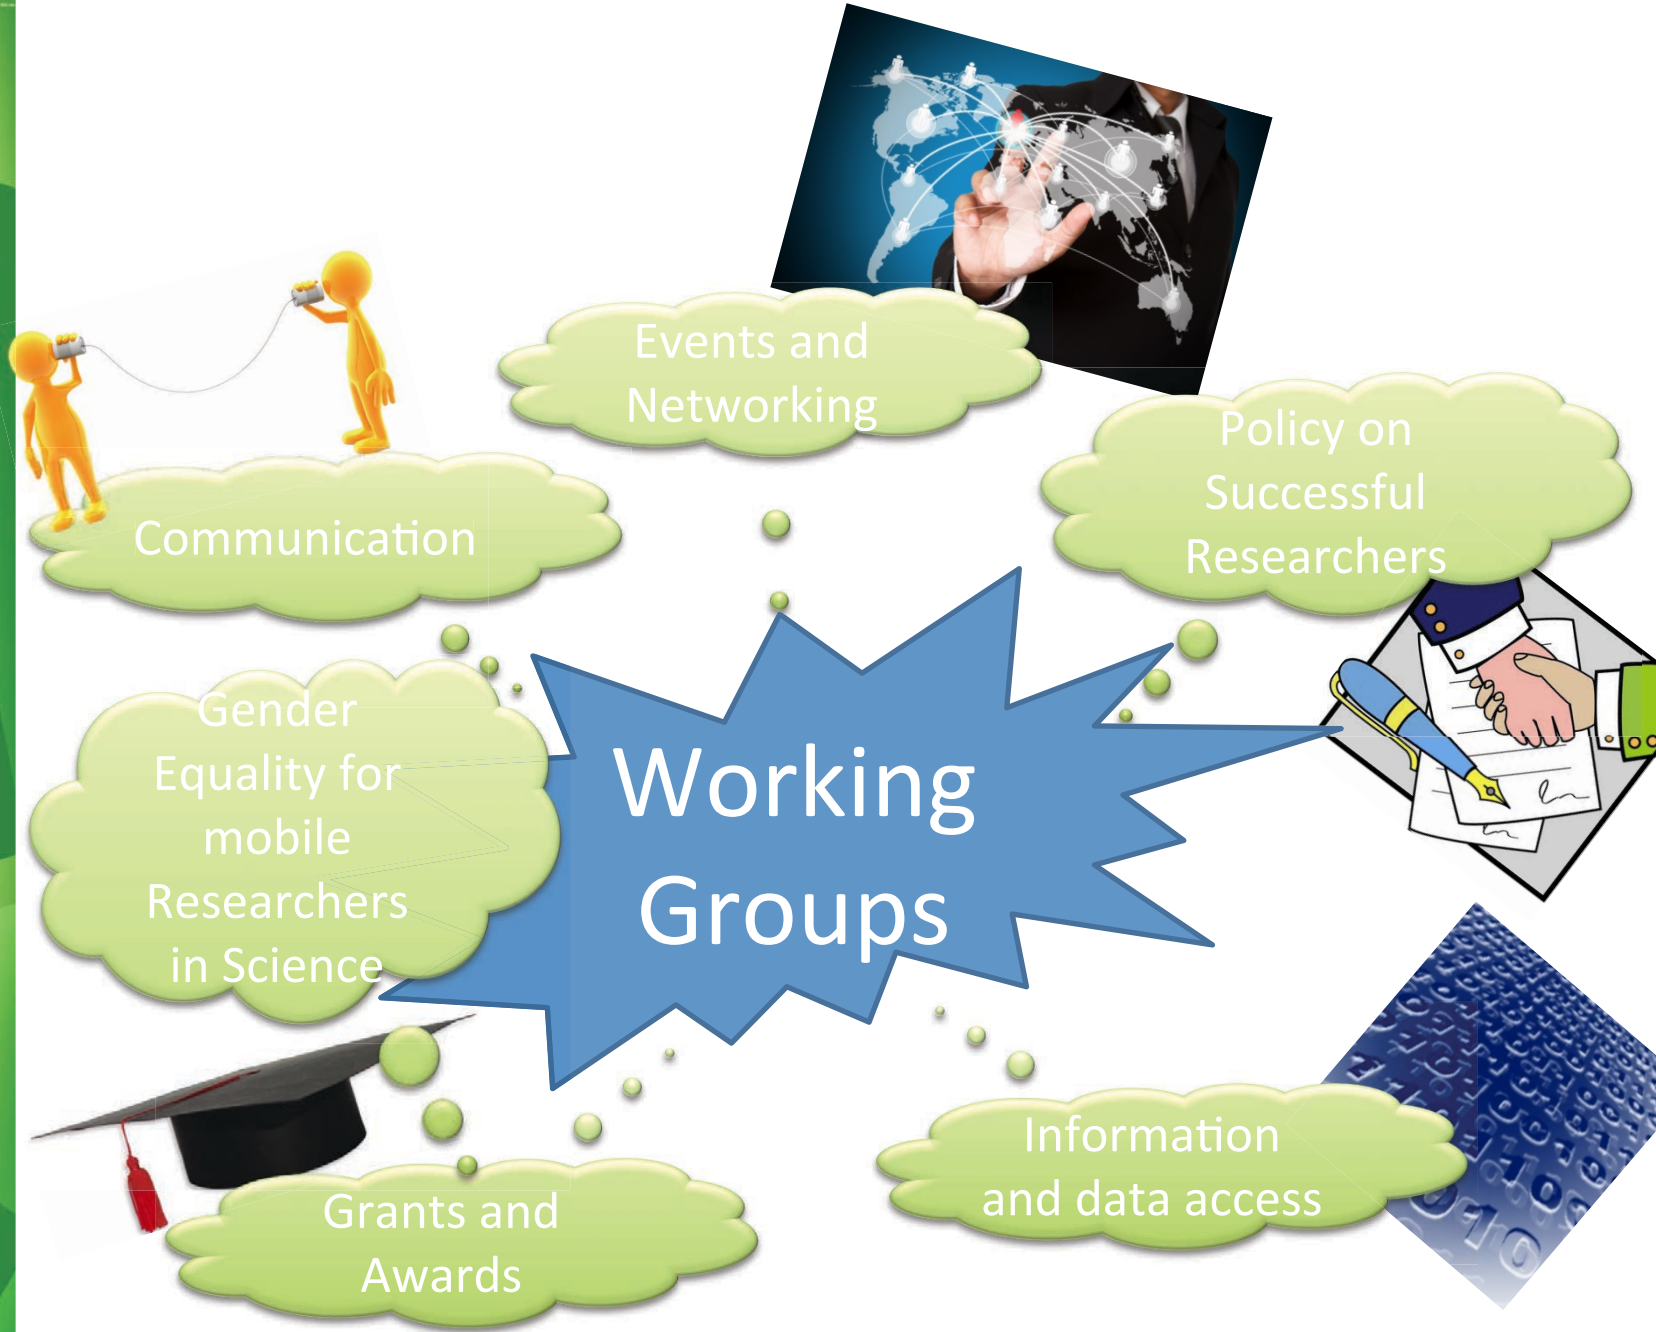 Events and
Networking
Policy on
Successful
Researchers
Communication
Gender
Equality for
mobile
Researchers
in Science
Working
Groups
Grants and
Awards
Information
and data access